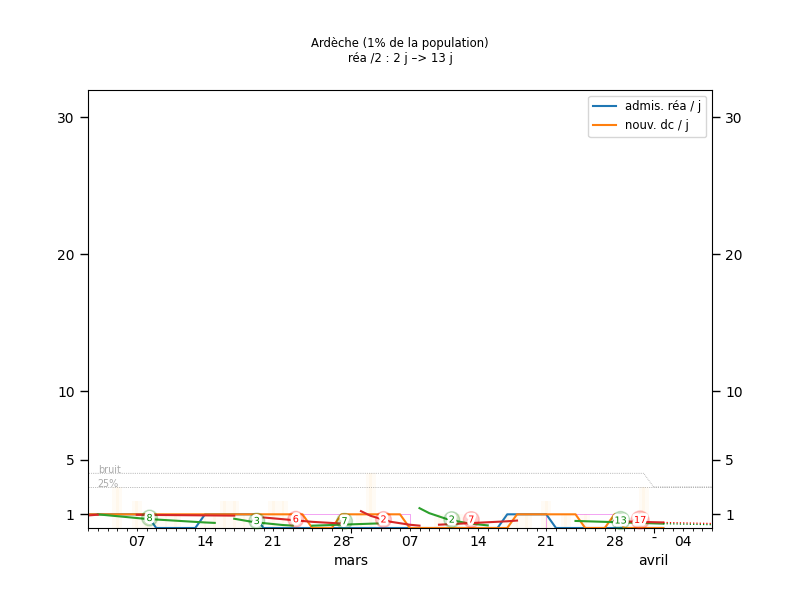 Ardèche (1% de la population)
réa /2 : 2 j –> 13 j
admis. réa / j
nouv. dc / j
30 30
20 20
10 10
5 5
bruit
25%
1 8 3 6 7 2 2 7 13 17 1
07 14 21 28 07 14 21 28 04
mars avril